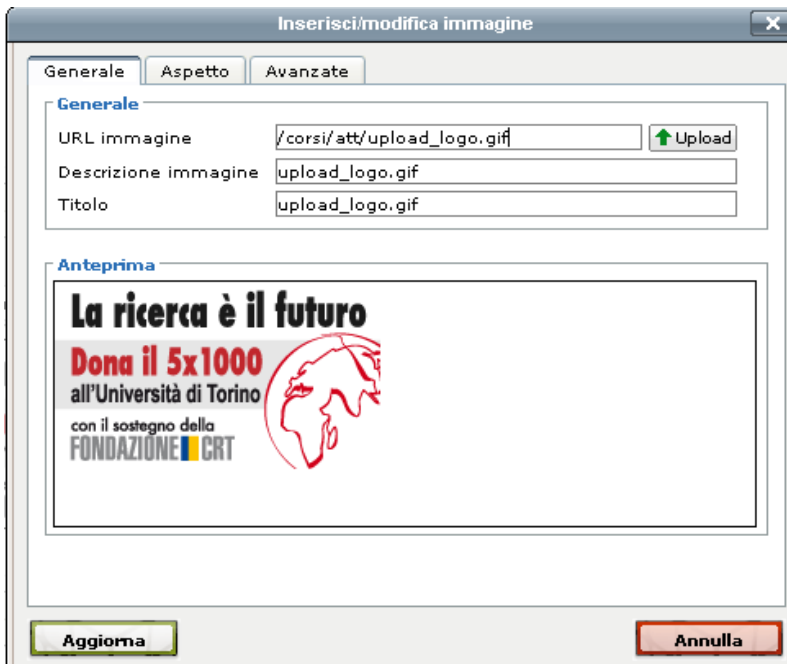 Inserisci/modifica immagine
Generale Aspetto Avanzate
Generale
URL immagine /corsi/att/upload_logo.gif Upload
Descrizione immagine upload_logo.gif
Titolo upload_logo.gif
Anteprima
La ricerca è il futuro
Dona il 5x1000
all'Università di Torino
con il sostegno della
FONDAZIONE CRT
Aggiorna Annulla